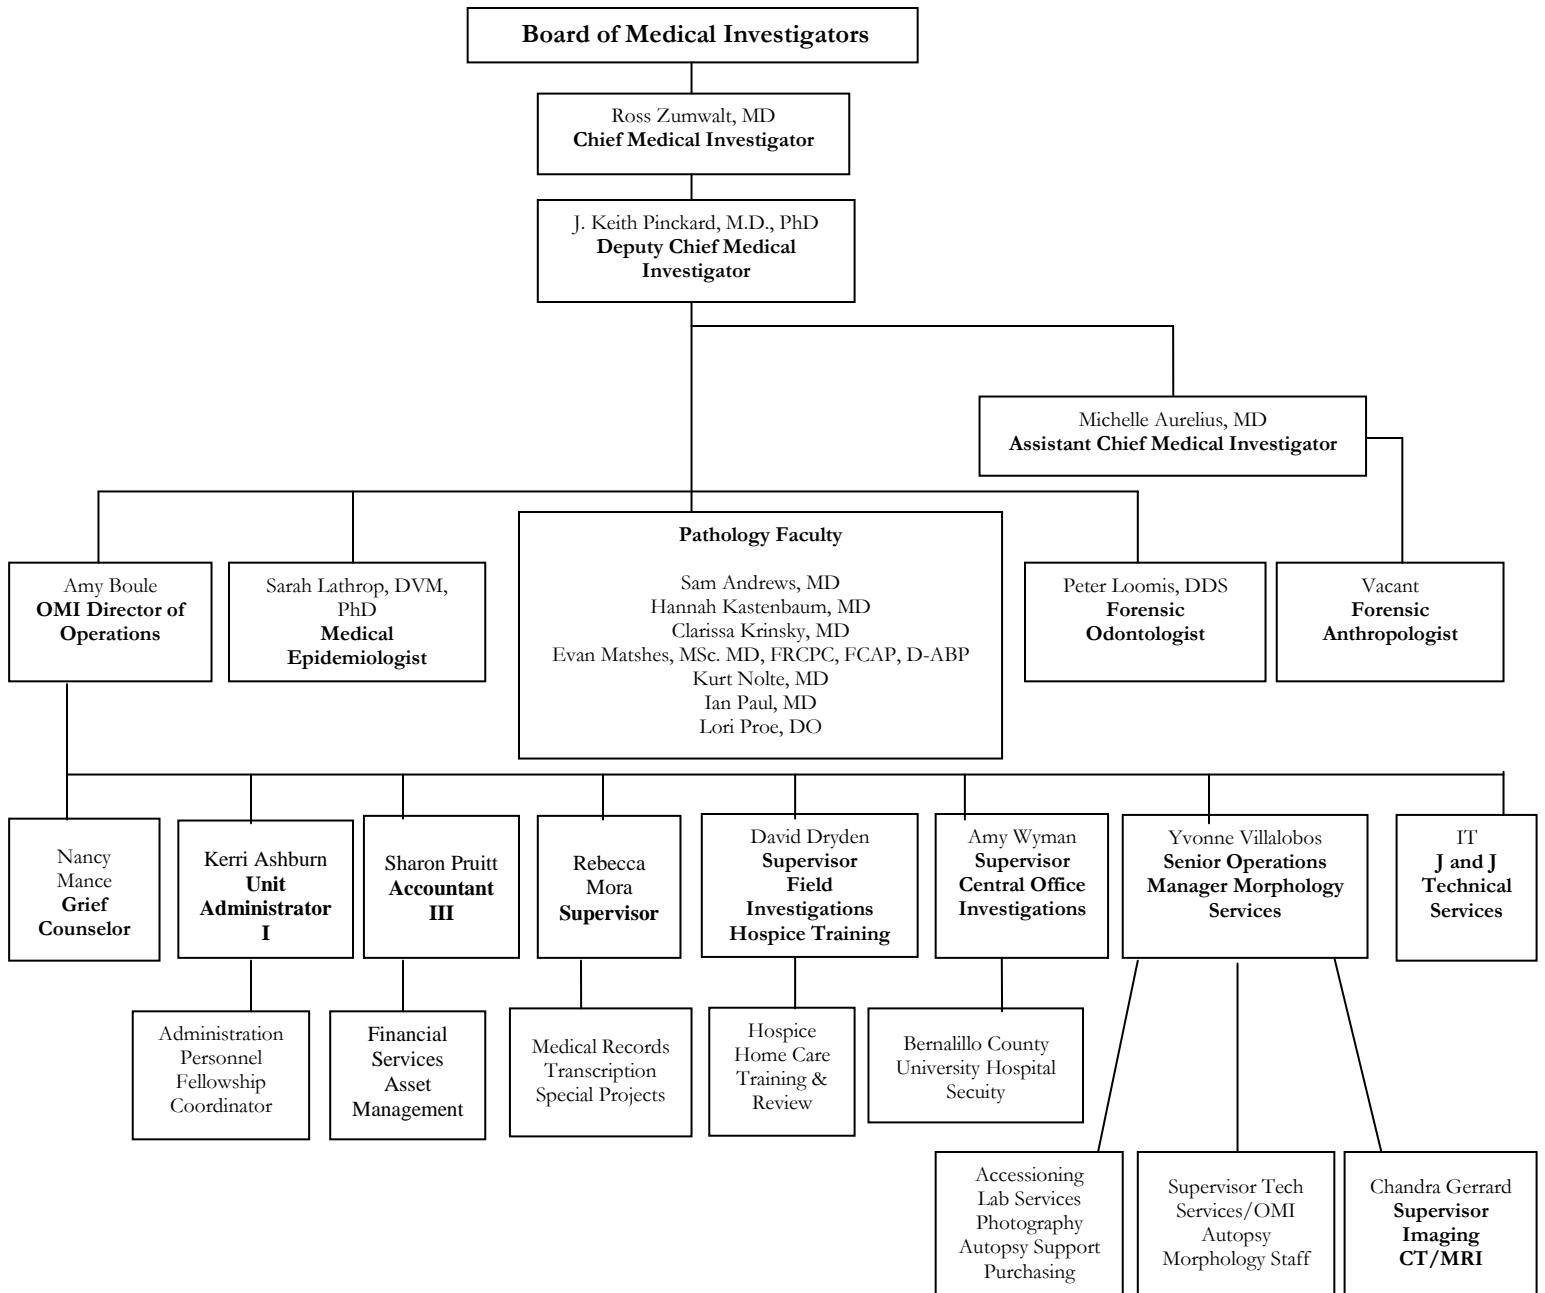 Board of Medical Investigators
Ross Zumwalt, MD
Chief Medical Investigator
J. Keith Pinckard, M.D., PhD
Deputy Chief Medical
Investigator
Michelle Aurelius, MD
Assistant Chief Medical Investigator
Amy Boule
OMI Director of
Operations
Sarah Lathrop, DVM,
PhD
Medical
Epidemiologist
Pathology Faculty
Sam Andrews, MD
Hannah Kastenbaum, MD
Clarissa Krinsky, MD
Evan Matshes, MSc. MD, FRCPC, FCAP, D-ABP
Kurt Nolte, MD
Ian Paul, MD
Lori Proe, DO
Peter Loomis, DDS
Forensic
Odontologist
Vacant
Forensic
Anthropologist
Nancy
Mance
Grief
Counselor
Kerri Ashburn
Unit
Administrator
I
Sharon Pruitt
Accountant
III
Rebecca
Mora
Supervisor
David Dryden
Supervisor
Field
Investigations
Hospice Training
Amy Wyman
Supervisor
Central Office
Investigations
Yvonne Villalobos
Senior Operations
Manager Morphology
Services
IT
J and J
Technical
Services
Administration
Personnel
Fellowship
Coordinator
Financial
Services
Asset
Management
Medical Records
Transcription
Special Projects
Hospice
Home Care
Training &
Review
Bernalillo County
University Hospital
Secuity
Accessioning
Lab Services
Photography
Autopsy Support
Purchasing
Supervisor Tech
Services/OMI
Autopsy
Morphology Staff
Chandra Gerrard
Supervisor
Imaging
CT/MRI